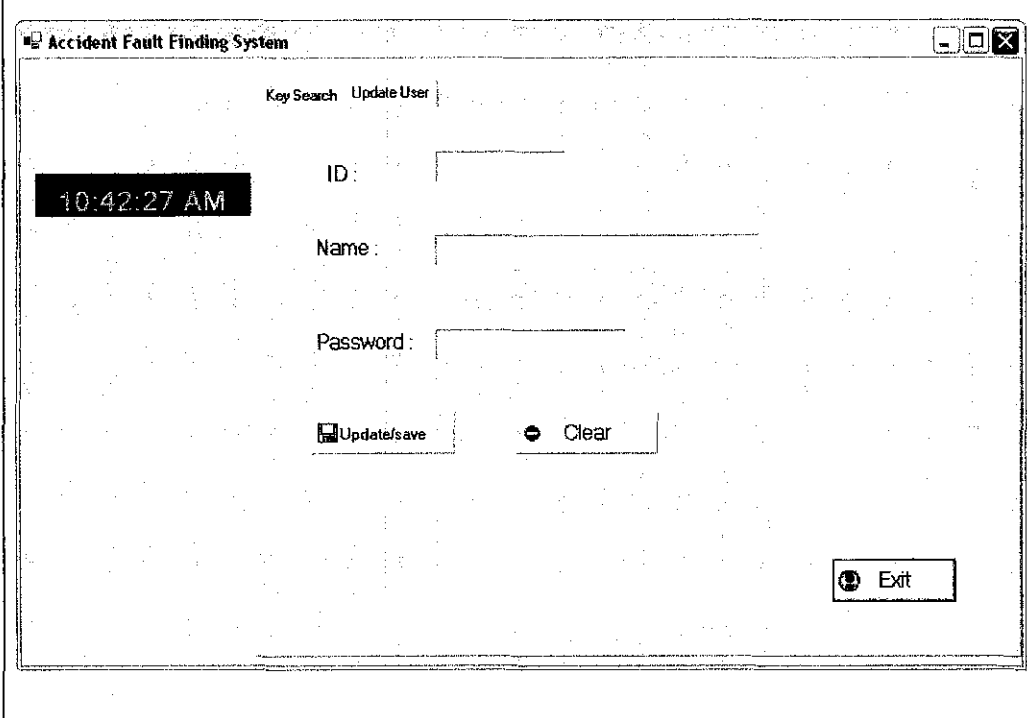 Accident Fault Finding System
Key Search Update User
10:42:27 AM
ID :
Name :
Password :
Update/save Clear
Exit